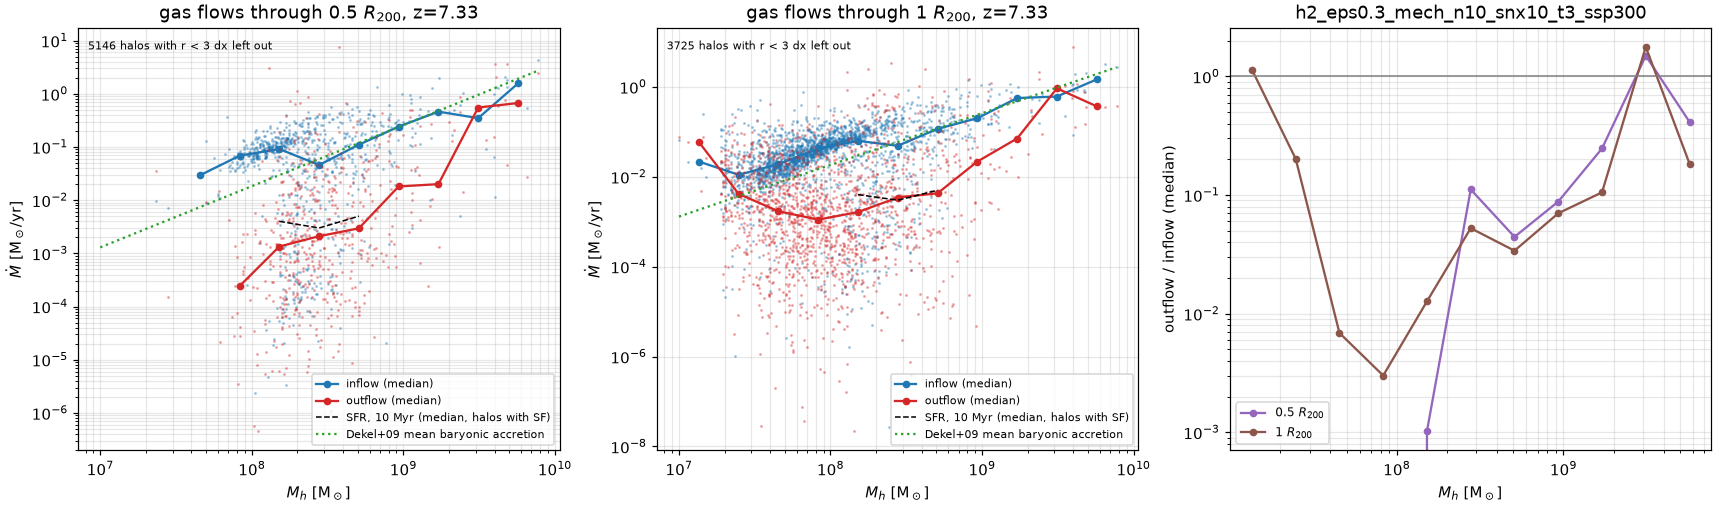 gas flows through 0.5 R₂₀₀, z=7.33
5146 halos with r < 3 dx left out
10¹
10⁰
10⁻¹
10⁻²
10⁻³
10⁻⁴
10⁻⁵
10⁻⁶
Ṁ [M⊙/yr]
inflow (median)
outflow (median)
SFR, 10 Myr (median, halos with SF)
Dekel+09 mean baryonic accretion
10⁷ 10⁸ 10⁹ 10¹⁰
Mₕ [M⊙]
gas flows through 1 R₂₀₀, z=7.33
3725 halos with r < 3 dx left out
10⁰
10⁻²
10⁻⁴
10⁻⁶
10⁻⁸
Ṁ [M⊙/yr]
inflow (median)
outflow (median)
SFR, 10 Myr (median, halos with SF)
Dekel+09 mean baryonic accretion
10⁷ 10⁸ 10⁹ 10¹⁰
Mₕ [M⊙]
h2_eps0.3_mech_n10_snx10_t3_ssp300
10⁰
10⁻¹
10⁻²
10⁻³
outflow / inflow (median)
0.5 R₂₀₀
1 R₂₀₀
10⁸ 10⁹
Mₕ [M⊙]